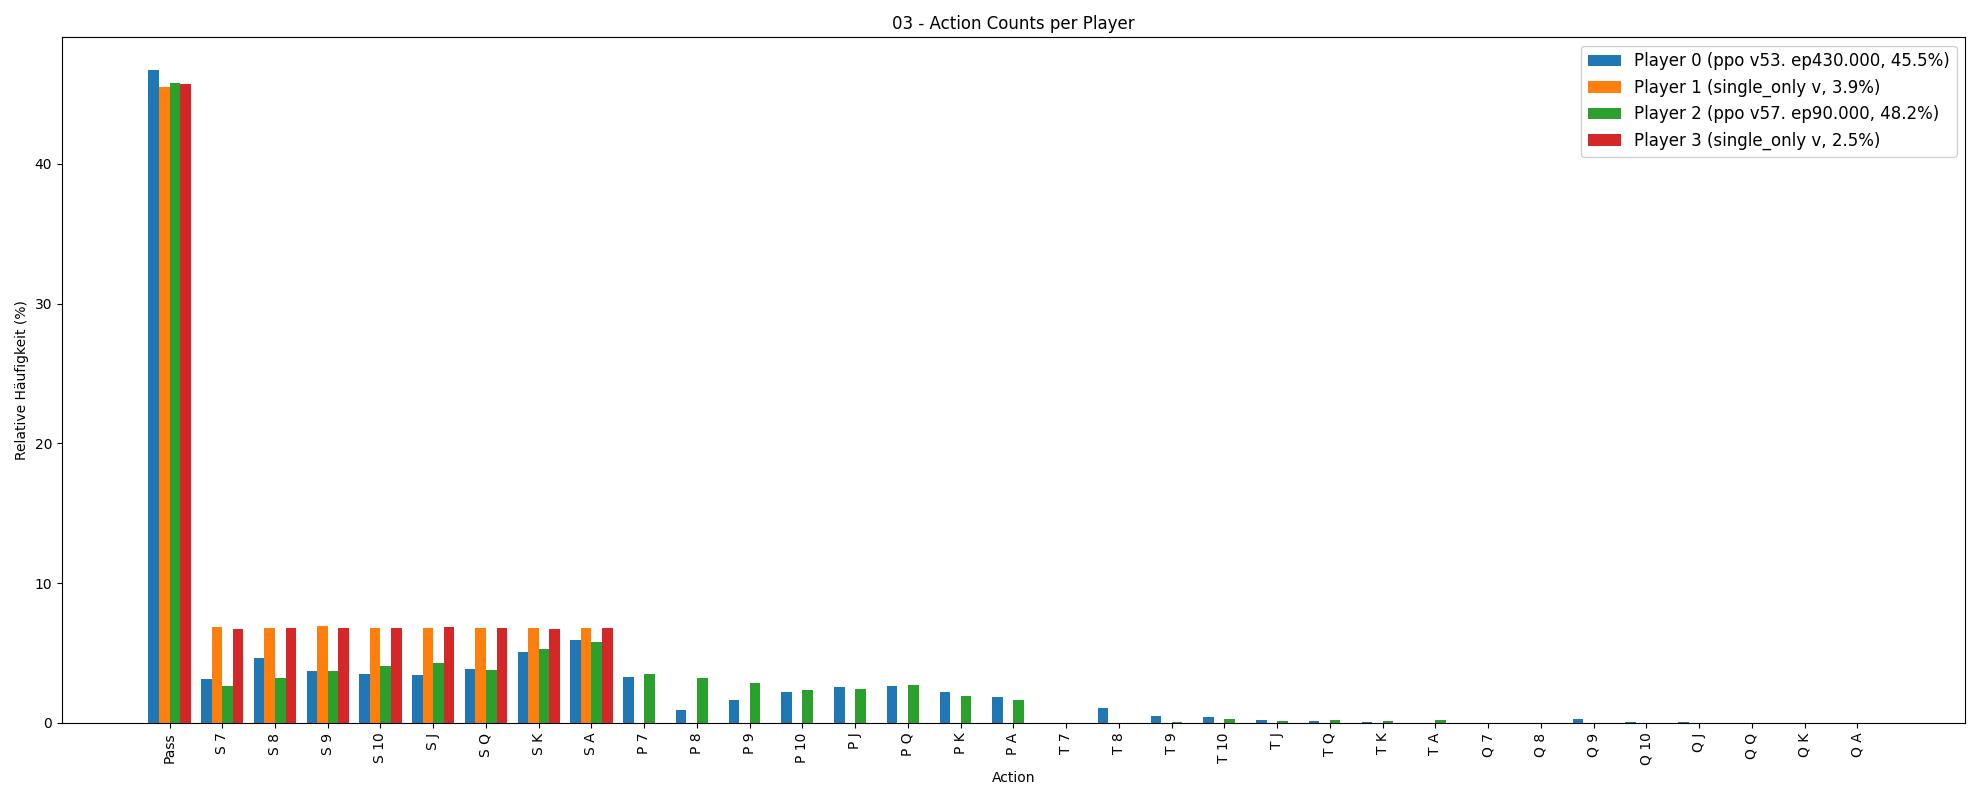 03 - Action Counts per Player
Player 0 (ppo v53. ep430.000, 45.5%)
Player 1 (single_only v, 3.9%)
Player 2 (ppo v57. ep90.000, 48.2%)
Player 3 (single_only v, 2.5%)
Relative Häufigkeit (%)
40
30
20
10
0
Pass
S 7
S 8
S 9
S 10
S J
S Q
S K
S A
P 7
P 8
P 9
P 10
P J
P Q
P K
P A
T 7
T 8
T 9
T 10
T J
T Q
T K
T A
Q 7
Q 8
Q 9
Q 10
Q J
Q Q
Q K
Q A
Action